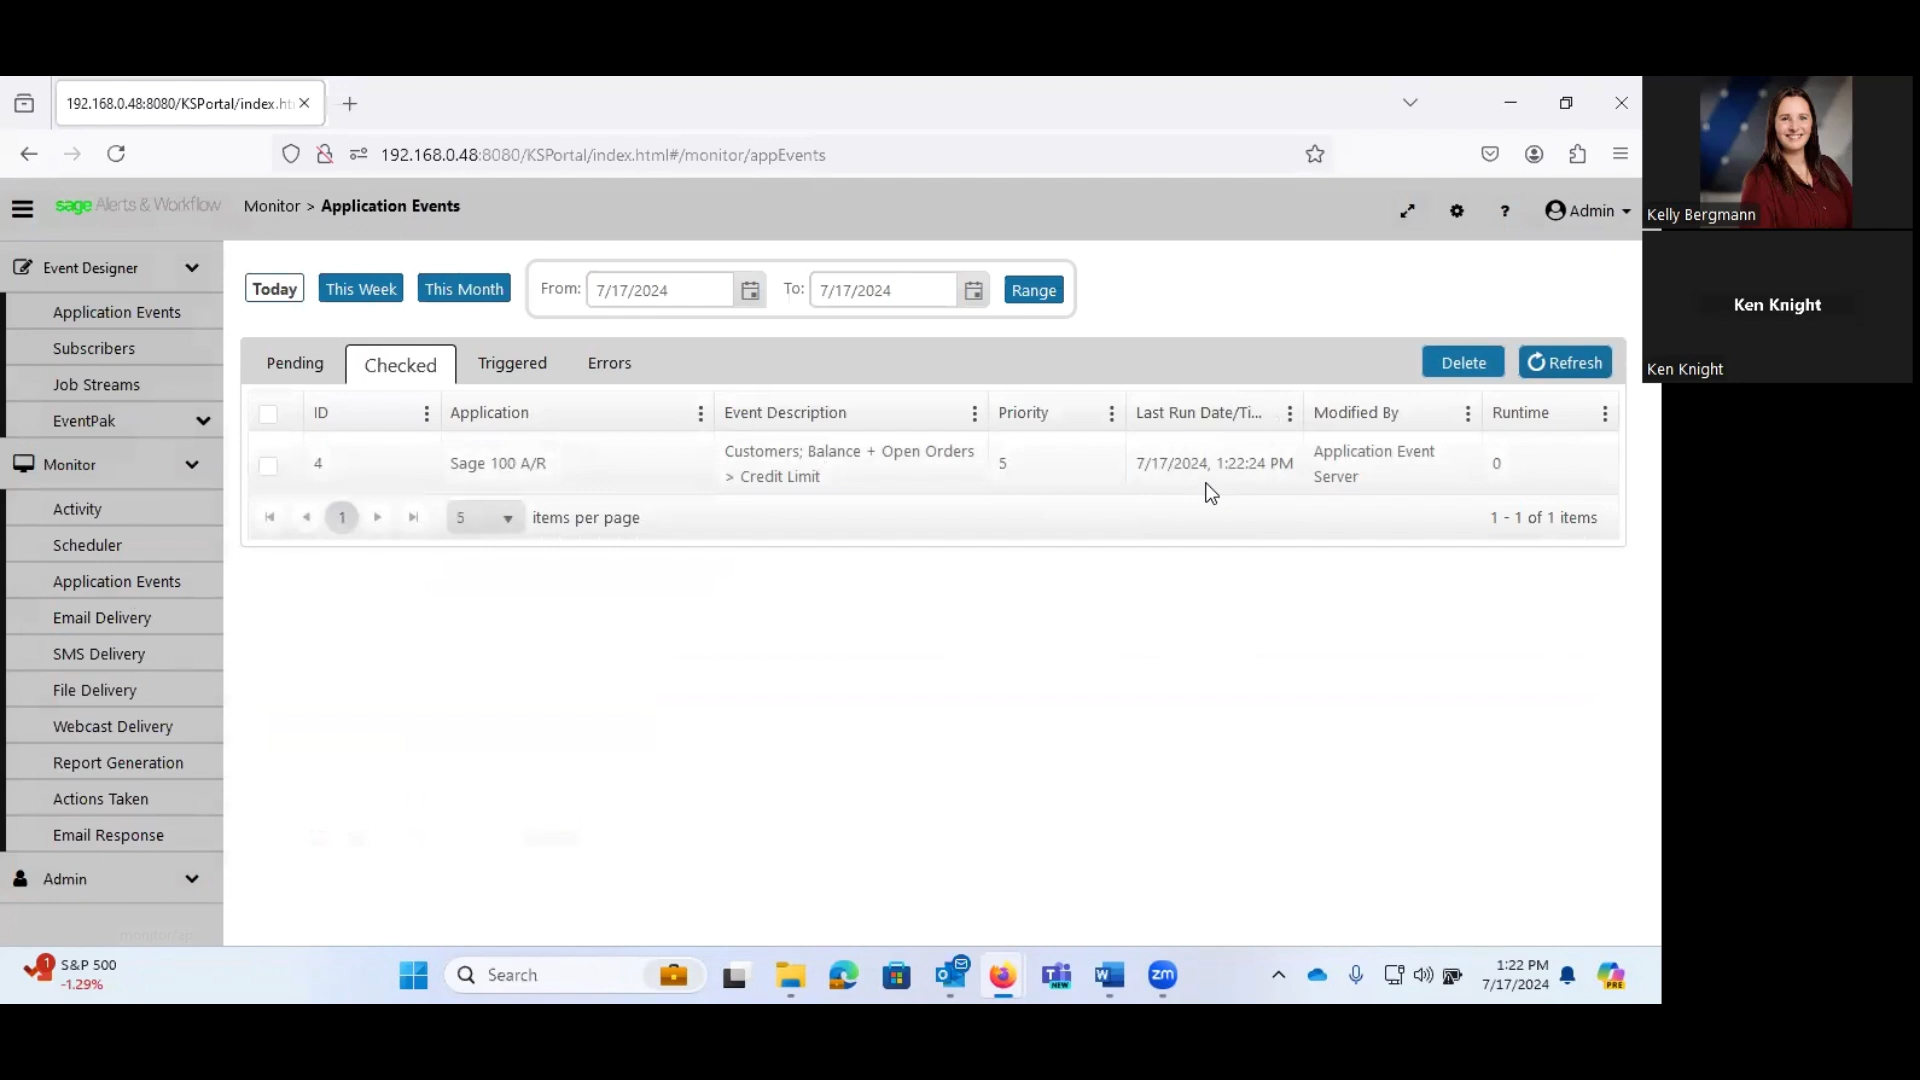 192.168.0.48:8080/KSPortal/index.ht
192.168.0.48:8080/KSPortal/index.html#/monitor/appEvents
sage Alerts & Workflow
Monitor > Application Events
? Admin
Kelly Bergmann
Ken Knight
Ken Knight
Event Designer
Application Events
Subscribers
Job Streams
EventPak
Monitor
Activity
Scheduler
Application Events
Email Delivery
SMS Delivery
File Delivery
Webcast Delivery
Report Generation
Actions Taken
Email Response
Admin
Today This Week This Month From: 7/17/2024 To: 7/17/2024 Range
Pending Checked Triggered Errors Delete Refresh
ID Application Event Description Priority Last Run Date/Ti... Modified By Runtime
4 Sage 100 A/R Customers; Balance + Open Orders > Credit Limit 5 7/17/2024, 1:22:24 PM Application Event Server 0
1 5 items per page 1 - 1 of 1 items
1 S&P 500
-1.29%
Search
NEW
W
zm
1:22 PM
7/17/2024
PRE